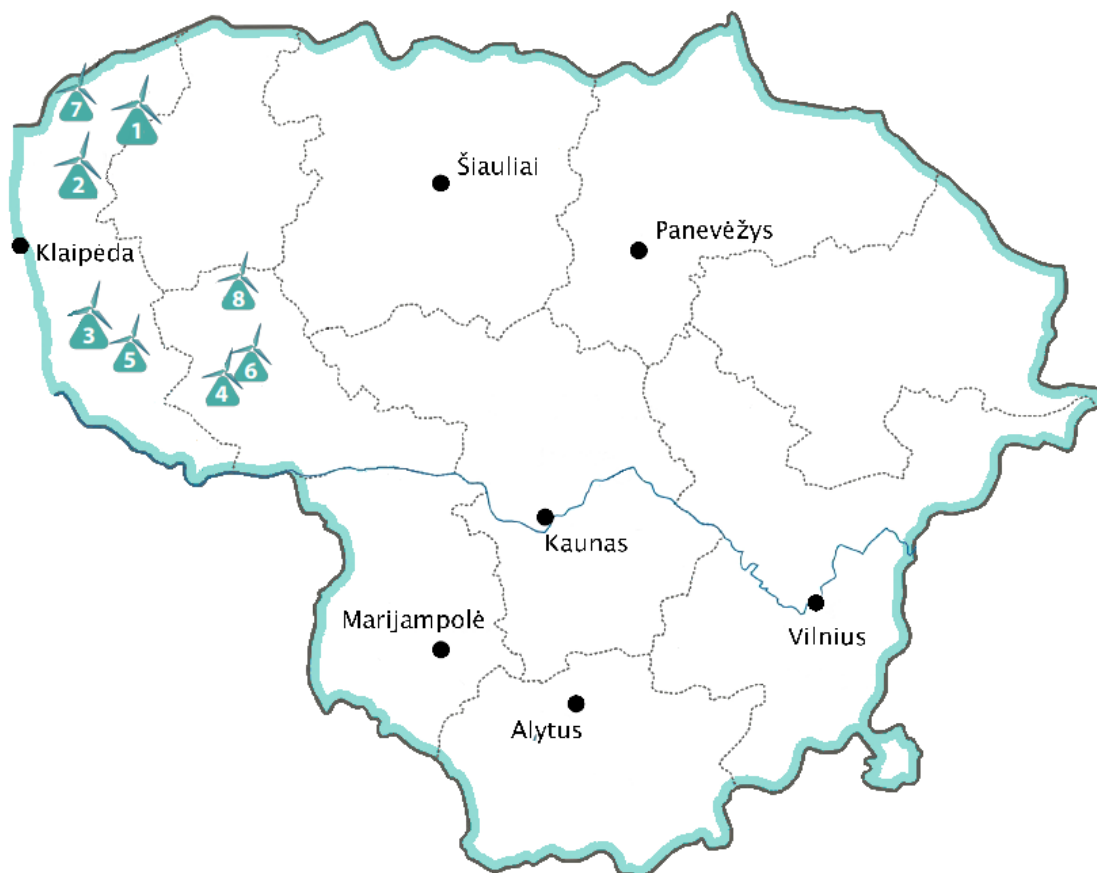 7
1
2
Šiauliai
Panevėžys
Klaipėda
8
3
5
6
4
Kaunas
Marijampolė
Vilnius
Alytus